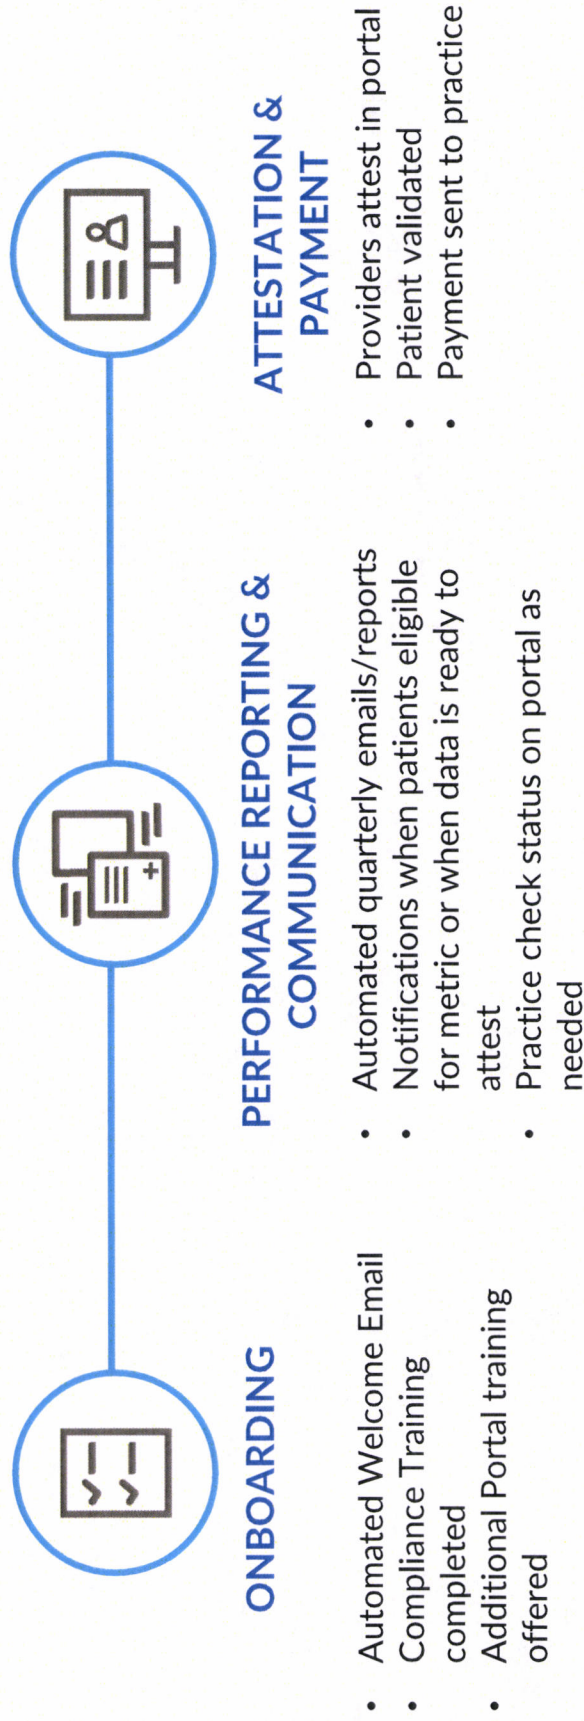 ONBOARDING
• Automated Welcome Email
• Compliance Training
completed
• Additional Portal training
offered
PERFORMANCE REPORTING &
COMMUNICATION
• Automated quarterly emails/reports
• Notifications when patients eligible
for metric or when data is ready to
attest
• Practice check status on portal as
needed
ATTESTATION &
PAYMENT
• Providers attest in portal
• Patient validated
• Payment sent to practice